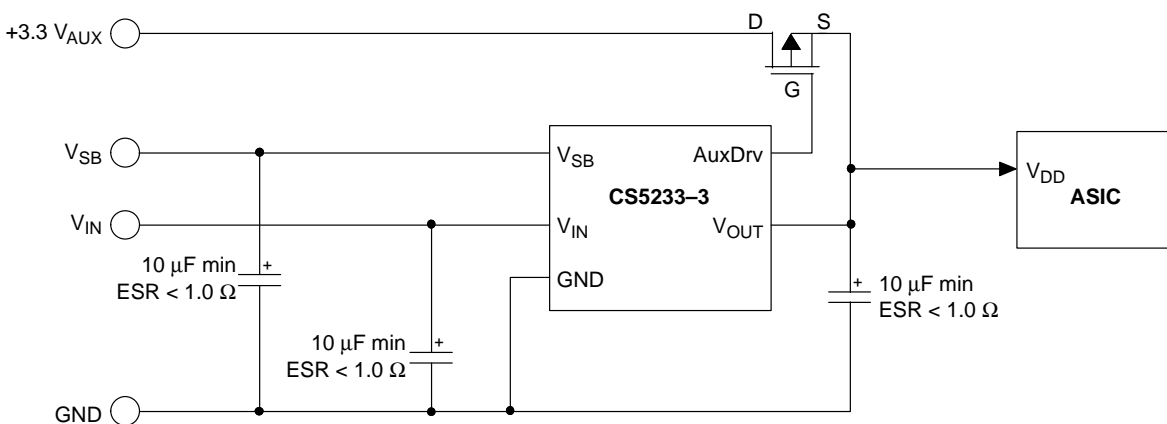 +3.3 VAUX
D
S
G
VSB
VSB
AuxDrv
CS5233–3
VIN
VIN
VOUT
GND
VDD
ASIC
10 μF min
ESR < 1.0 Ω
+
10 μF min
ESR < 1.0 Ω
+
+
10 μF min
ESR < 1.0 Ω
GND